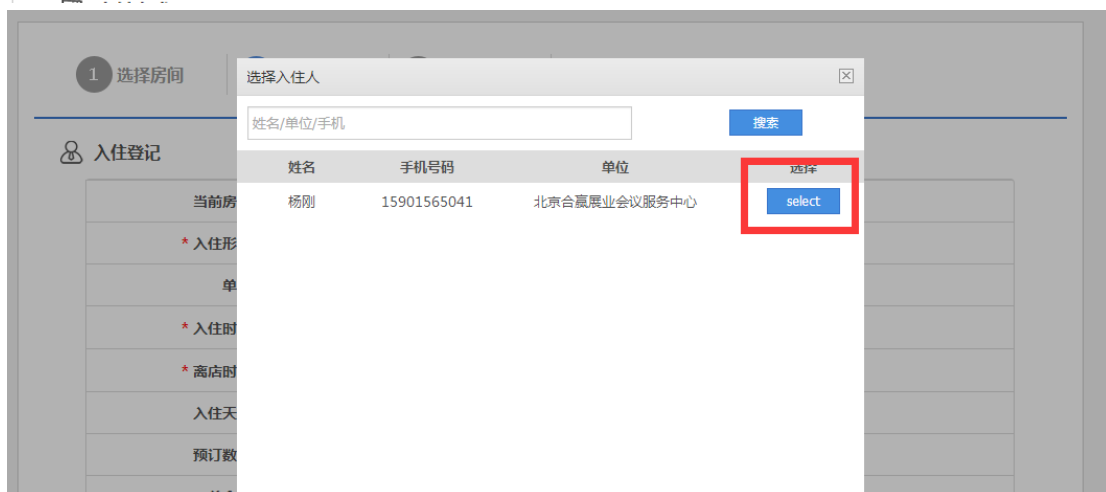 1 选择房间
选择入住人
姓名/单位/手机
搜索
入住登记
姓名 手机号码 单位 选择
当前房
杨刚 15901565041 北京合赢展业会议服务中心 select
* 入住形
单
* 入住时
* 离店时
入住天
预订数